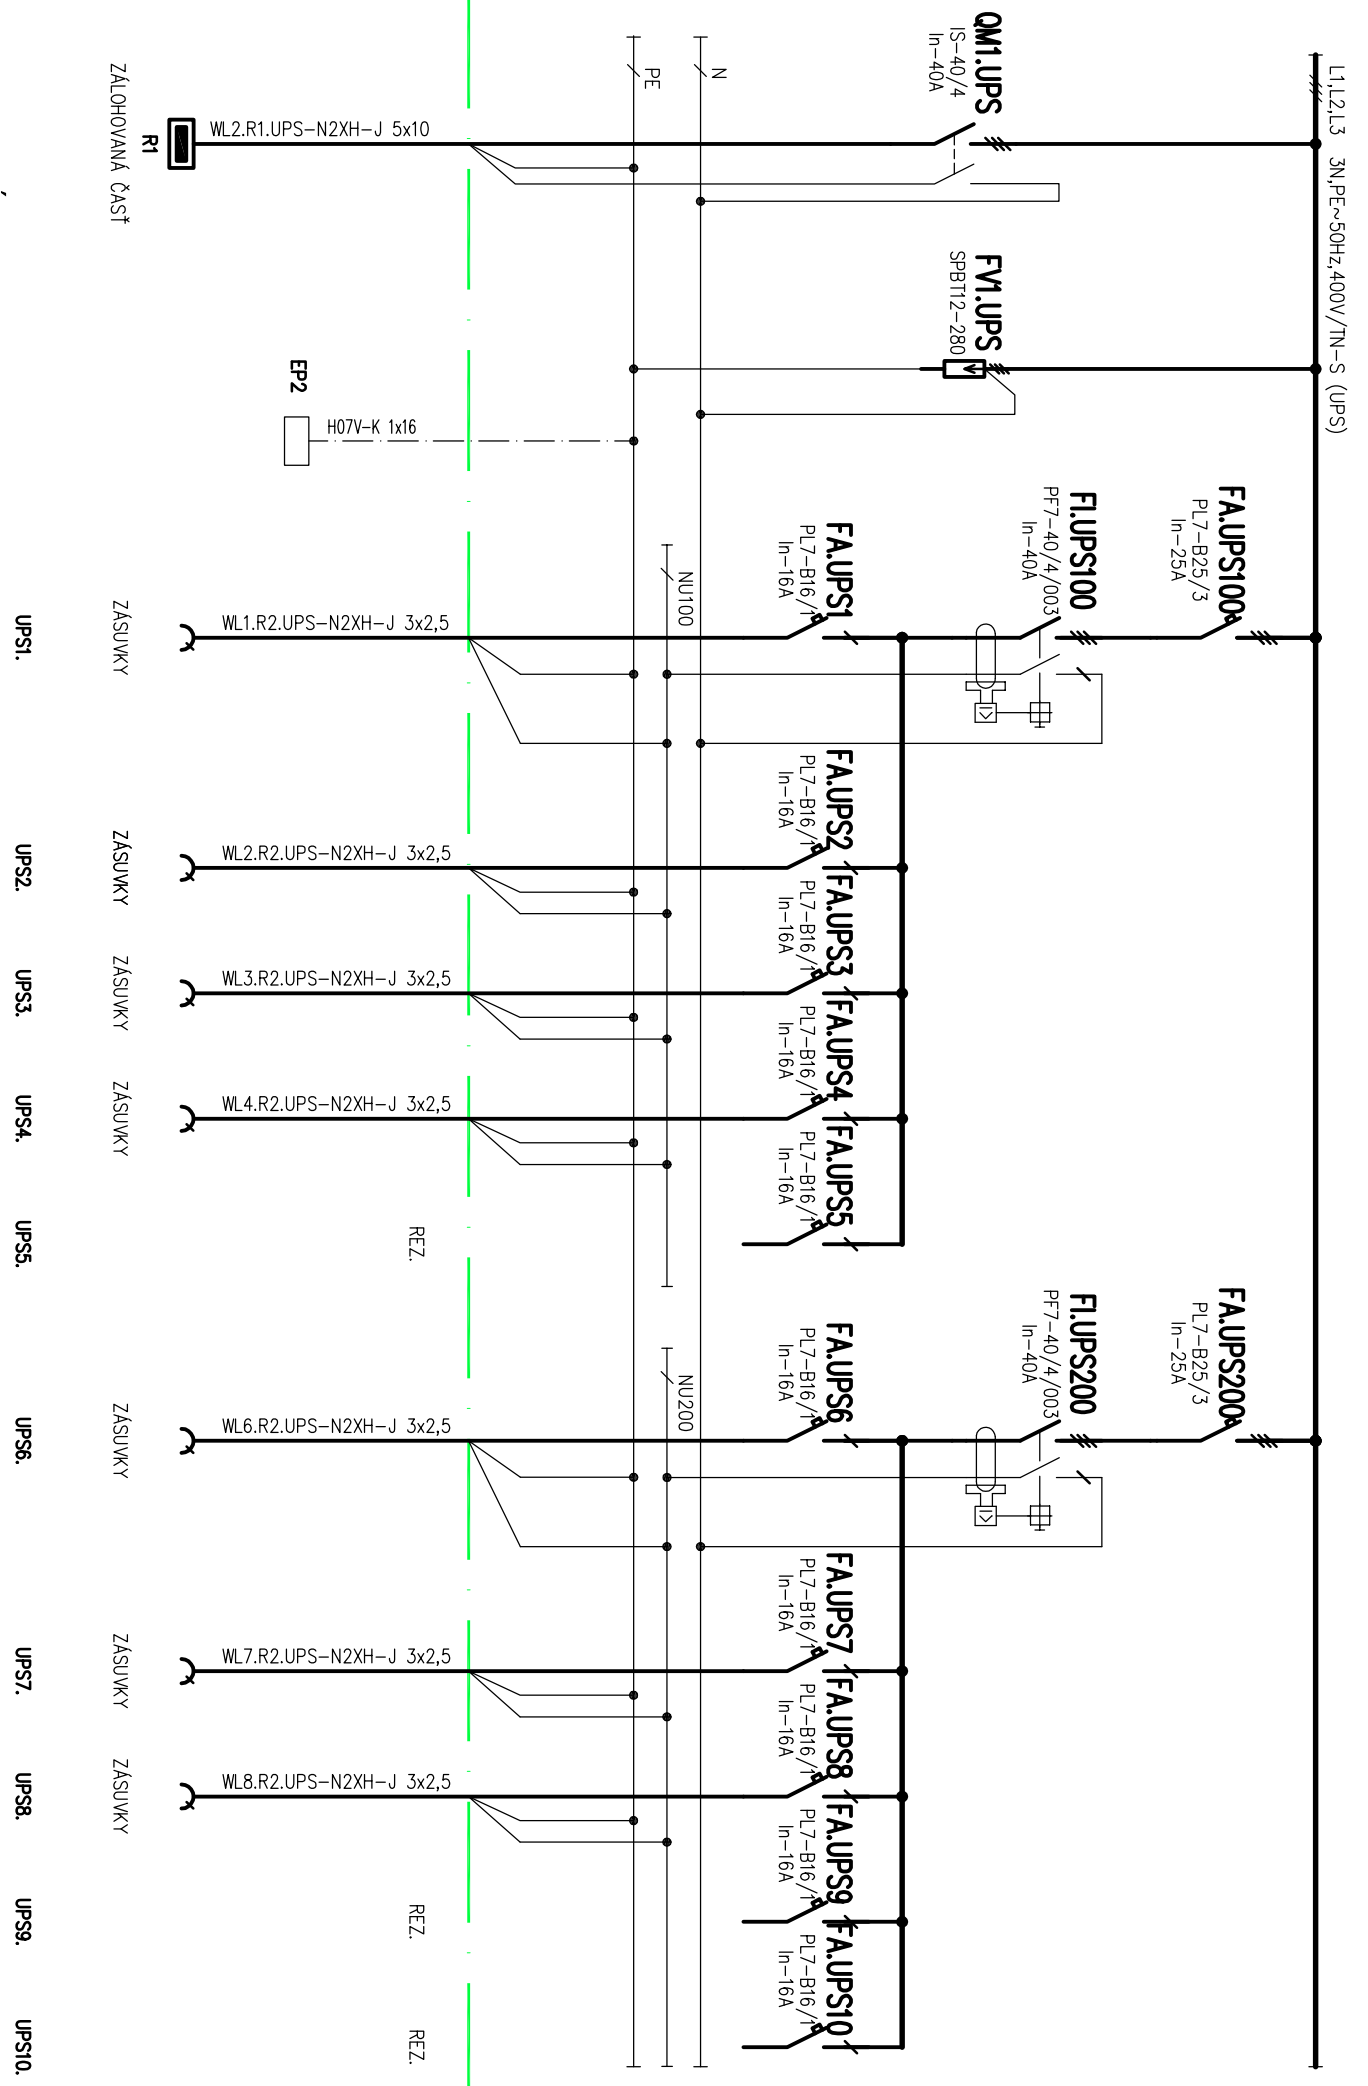 L1,L2,L3 3N,PE~50Hz,400V/TN-S (UPS)
QM1.UPS
IS-40/4
In-40A
N
PE
WL2.R1.UPS-N2XH-J 5x10
R1
ZÁLOHOVANÁ ČASŤ
FV1.UPS
SPBT12-280
EP2
H07V-K 1x16
FA.UPS100
PL7-B25/3
In-25A
FI.UPS100
PF7-40/4/003
In-40A
FA.UPS1
PL7-B16/1
In-16A
NU100
WL1.R2.UPS-N2XH-J 3x2,5
ZÁSUVKY
UPS1.
FA.UPS2
PL7-B16/1
In-16A
WL2.R2.UPS-N2XH-J 3x2,5
ZÁSUVKY
UPS2.
FA.UPS3
PL7-B16/1
In-16A
WL3.R2.UPS-N2XH-J 3x2,5
ZÁSUVKY
UPS3.
FA.UPS4
PL7-B16/1
In-16A
WL4.R2.UPS-N2XH-J 3x2,5
ZÁSUVKY
UPS4.
FA.UPS5
PL7-B16/1
In-16A
REZ.
UPS5.
FA.UPS200
PL7-B25/3
In-25A
FI.UPS200
PF7-40/4/003
In-40A
FA.UPS6
PL7-B16/1
In-16A
NU200
WL6.R2.UPS-N2XH-J 3x2,5
ZÁSUVKY
UPS6.
FA.UPS7
PL7-B16/1
In-16A
WL7.R2.UPS-N2XH-J 3x2,5
ZÁSUVKY
UPS7.
FA.UPS8
PL7-B16/1
In-16A
WL8.R2.UPS-N2XH-J 3x2,5
ZÁSUVKY
UPS8.
FA.UPS9
PL7-B16/1
In-16A
REZ.
UPS9.
FA.UPS10
PL7-B16/1
In-16A
REZ.
UPS10.